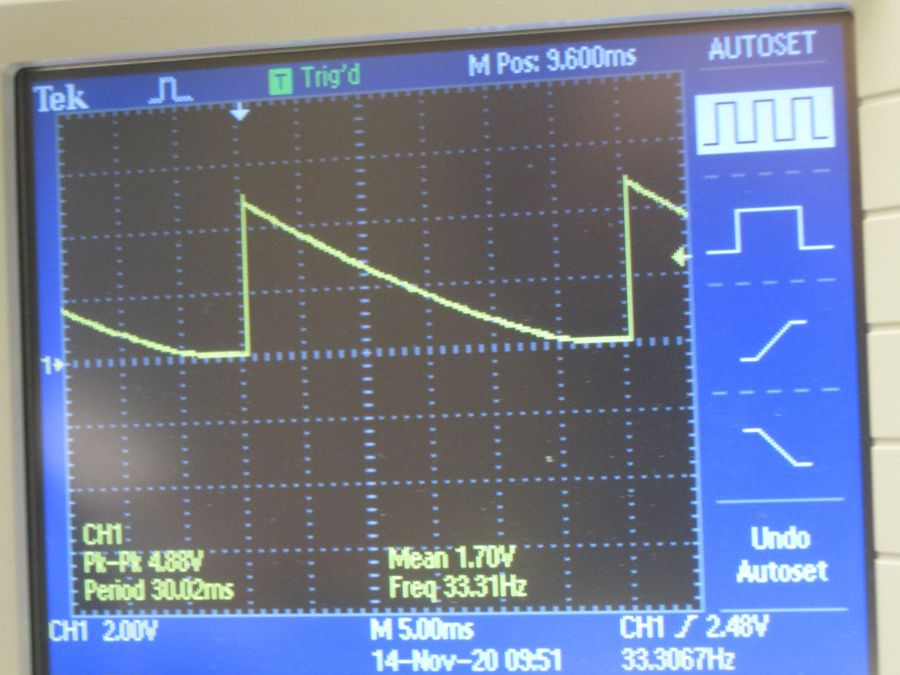 Tek T Trig'd M Pos: 9.600ms AUTOSET
1
CH1
Pk-Pk 4.88V Mean 1.70V
Period 30.02ms Freq 33.31Hz
Undo
Autoset
CH1 2.00V M 5.00ms CH1 2.48V
14-Nov-20 09:51 33.3067Hz